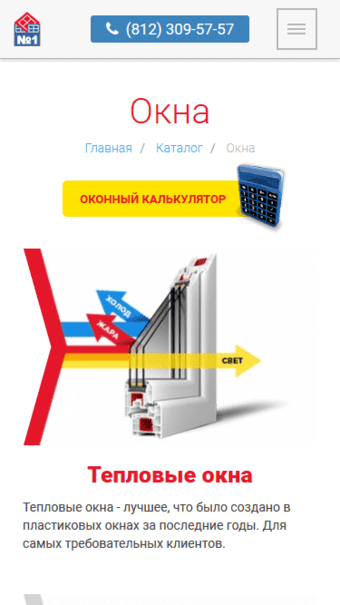 №1
(812) 309-57-57
Окна
Главная / Каталог / Окна
ОКОННЫЙ КАЛЬКУЛЯТОР
ХОЛОД
ЖАРА
СВЕТ
Тепловые окна
Тепловые окна - лучшее, что было создано в
пластиковых окнах за последние годы. Для
самых требовательных клиентов.